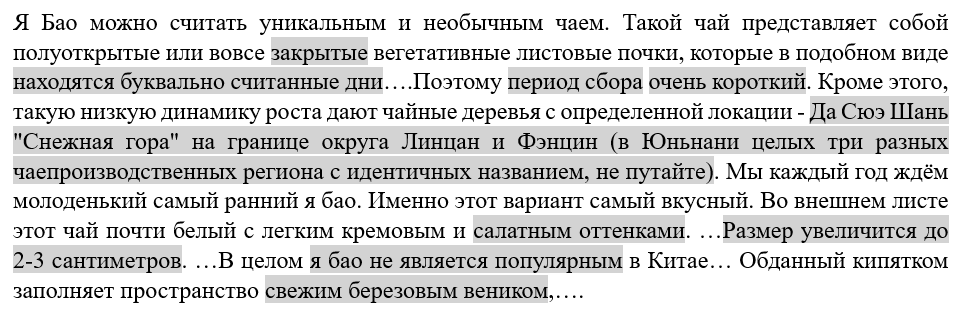 Я Бао можно считать уникальным и необычным чаем. Такой чай представляет собой
полуоткрытые или вовсе закрытые вегетативные листовые почки, которые в подобном виде
находятся буквально считанные дни….Поэтому период сбора очень короткий. Кроме этого,
такую низкую динамику роста дают чайные деревья с определенной локации - Да Сюэ Шань
"Снежная гора" на границе округа Линцан и Фэнцин (в Юньнани целых три разных
чаепроизводственных региона с идентичных названием, не путайте). Мы каждый год ждём
молоденький самый ранний я бао. Именно этот вариант самый вкусный. Во внешнем листе
этот чай почти белый с легким кремовым и салатным оттенками. …Размер увеличится до
2-3 сантиметров. …В целом я бао не является популярным в Китае… Обданный кипятком
заполняет пространство свежим березовым веником,….